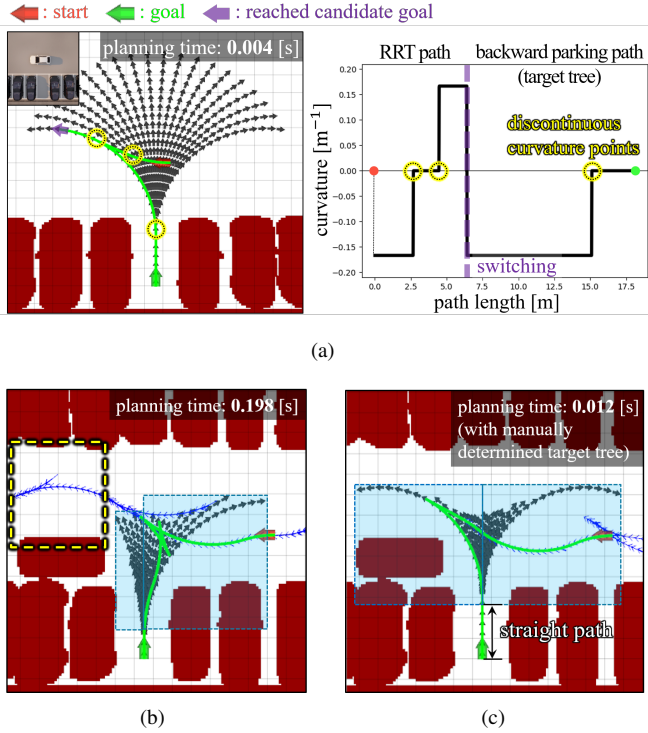 : start : goal : reached candidate goal
planning time: 0.004 [s]
RRT path
backward parking path
(target tree)
0.20
0.15
0.10
0.05
0.00
−0.05
−0.10
−0.15
−0.20
curvature [m⁻¹]
discontinuous
curvature points
switching
0.0 2.5 5.0 7.5 10.0 12.5 15.0 17.5
path length [m]
(a)
planning time: 0.198 [s]
(b)
planning time: 0.012 [s]
(with manually
determined target tree)
straight path
(c)